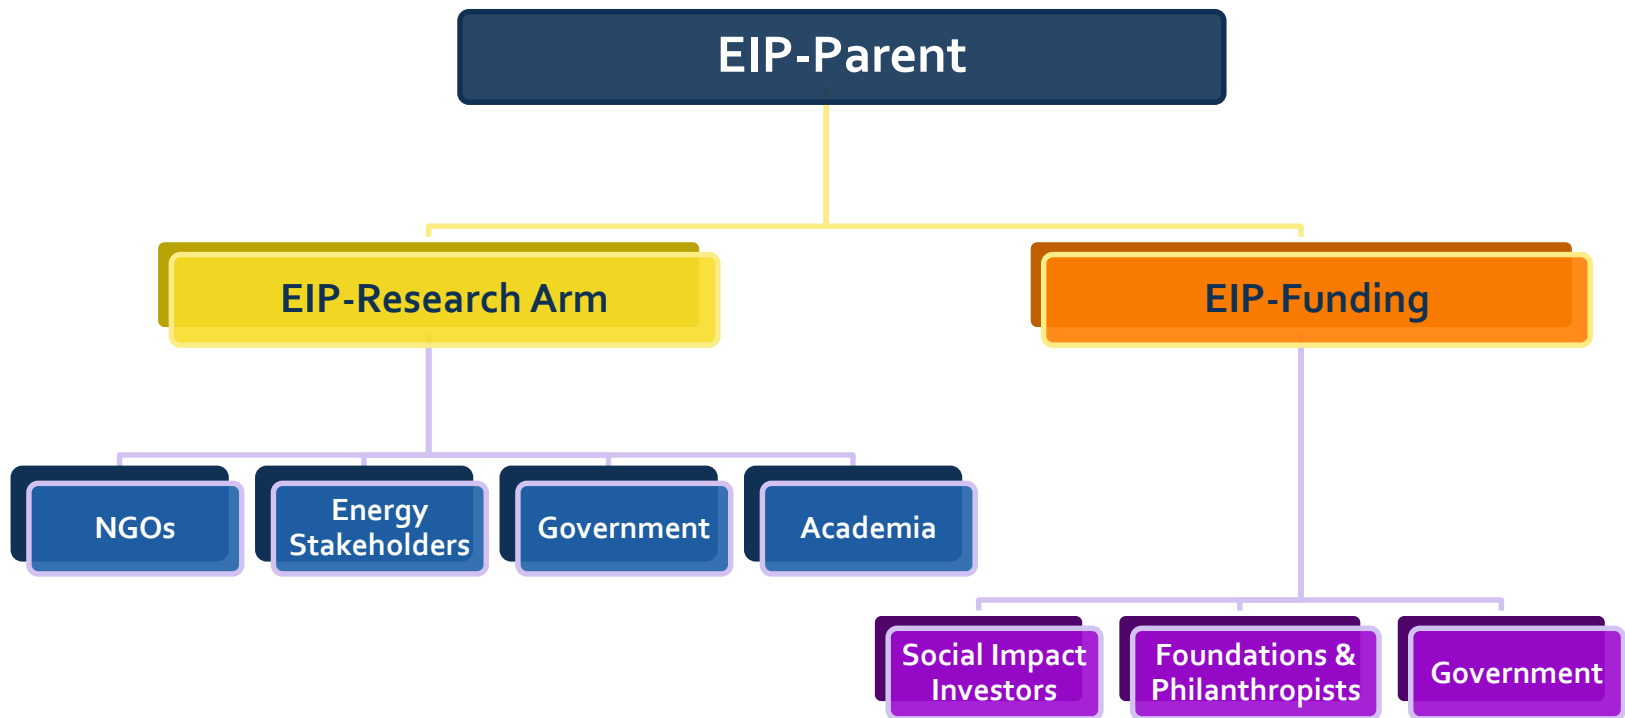 EIP-Parent
EIP-Research Arm
EIP-Funding
NGOs
Energy
Stakeholders
Government
Academia
Social Impact
Investors
Foundations &
Philanthropists
Government